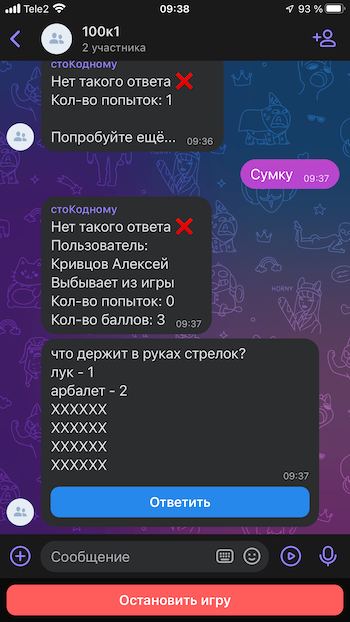 Tele2 09:38 93 %
100к1
2 участника
стоКодному
Нет такого ответа ❌
Кол-во попыток: 1
Попробуйте ещё... 09:36
Сумку 09:37
стоКодному
Нет такого ответа ❌
Пользователь:
Кривцов Алексей
Выбывает из игры
Кол-во попыток: 0
Кол-во баллов: 3 09:37
что держит в руках стрелок?
лук - 1
арбалет - 2
XXXXXX
XXXXXX
XXXXXX
XXXXXX
09:37
Ответить
HORNY
Сообщение
Остановить игру